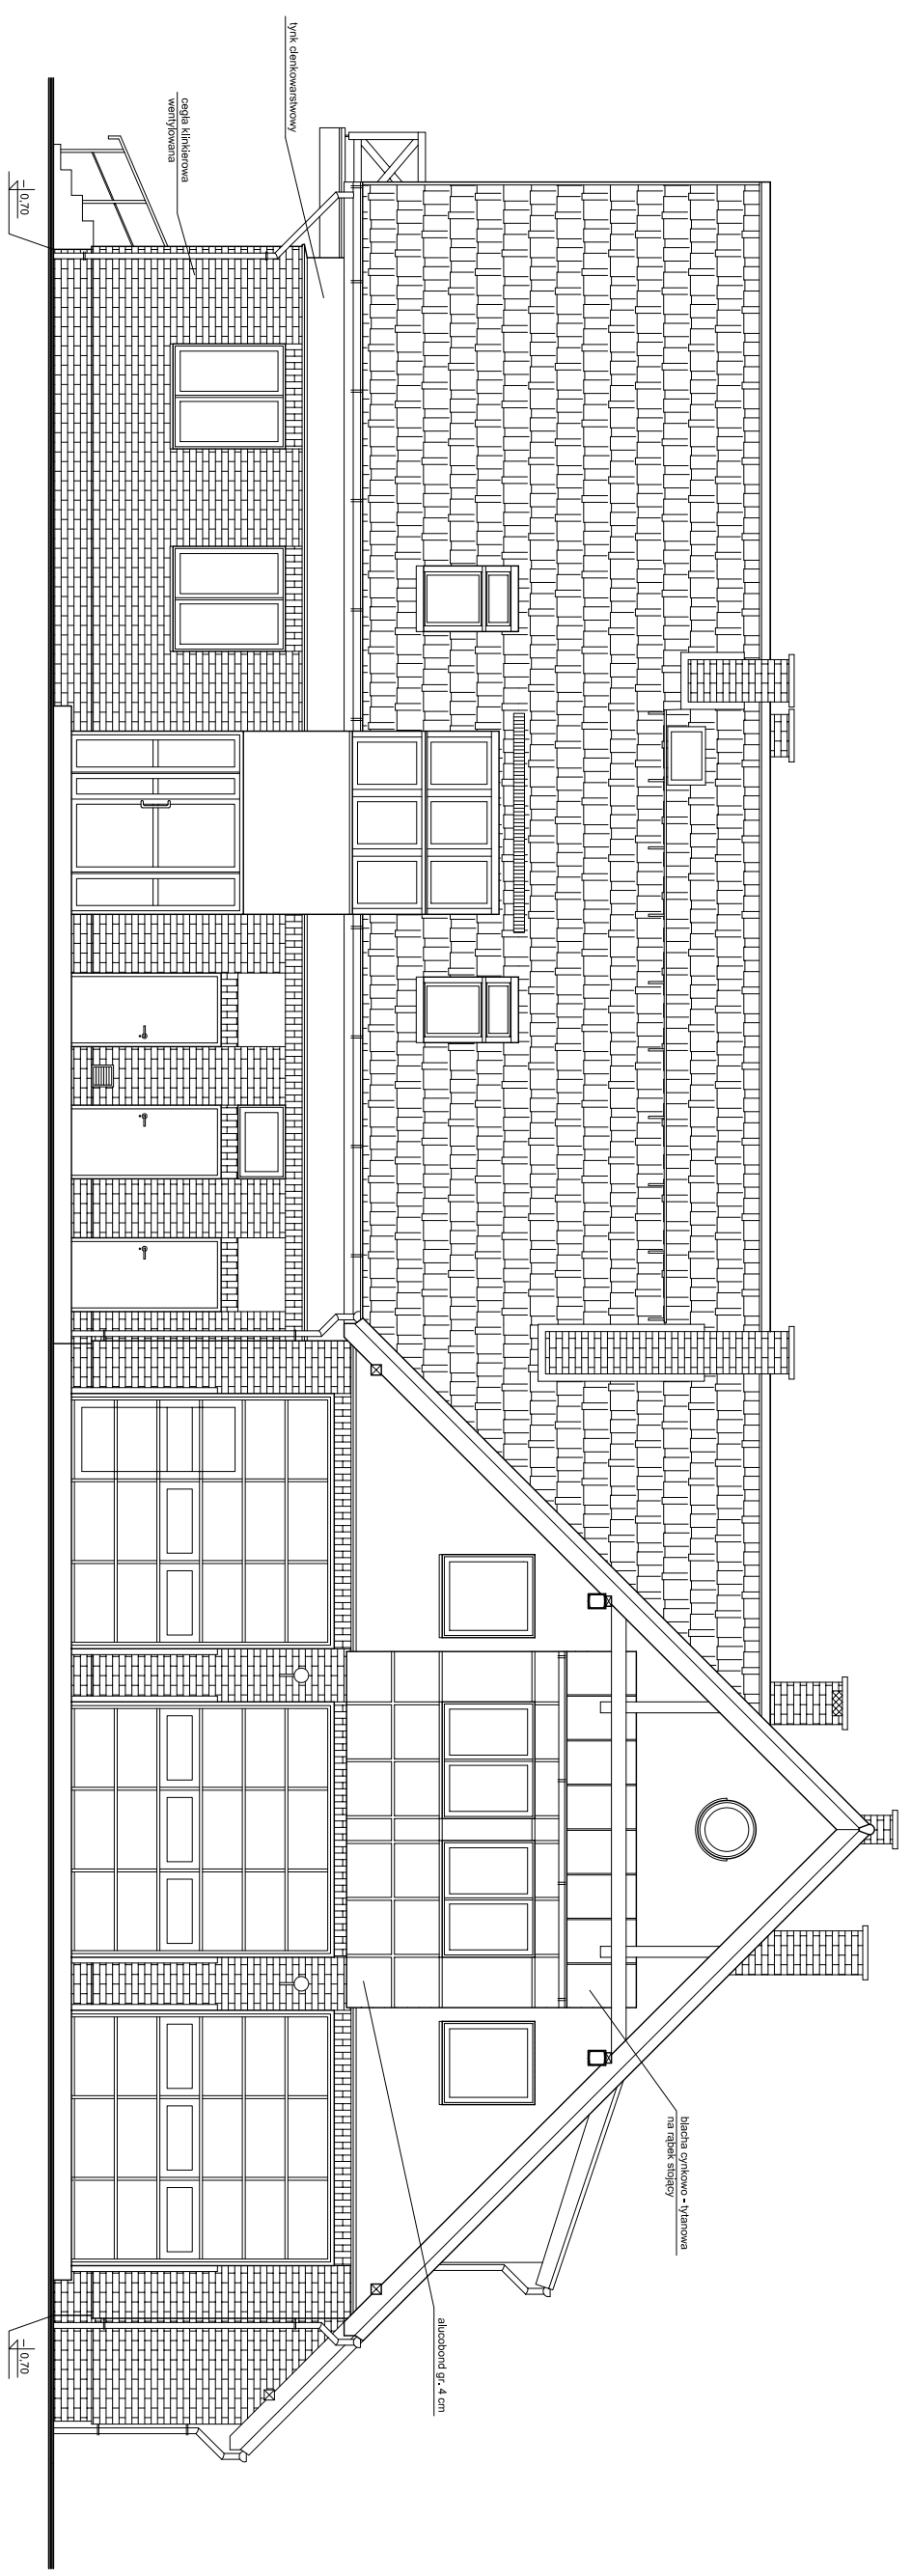 tynk cienkowarstwowy
cegła klinkierowa
wentylowana
-0,70
blacha cynkowo - tytanowa
na rąbek stojący
alucobond gr. 4 cm
-0,70